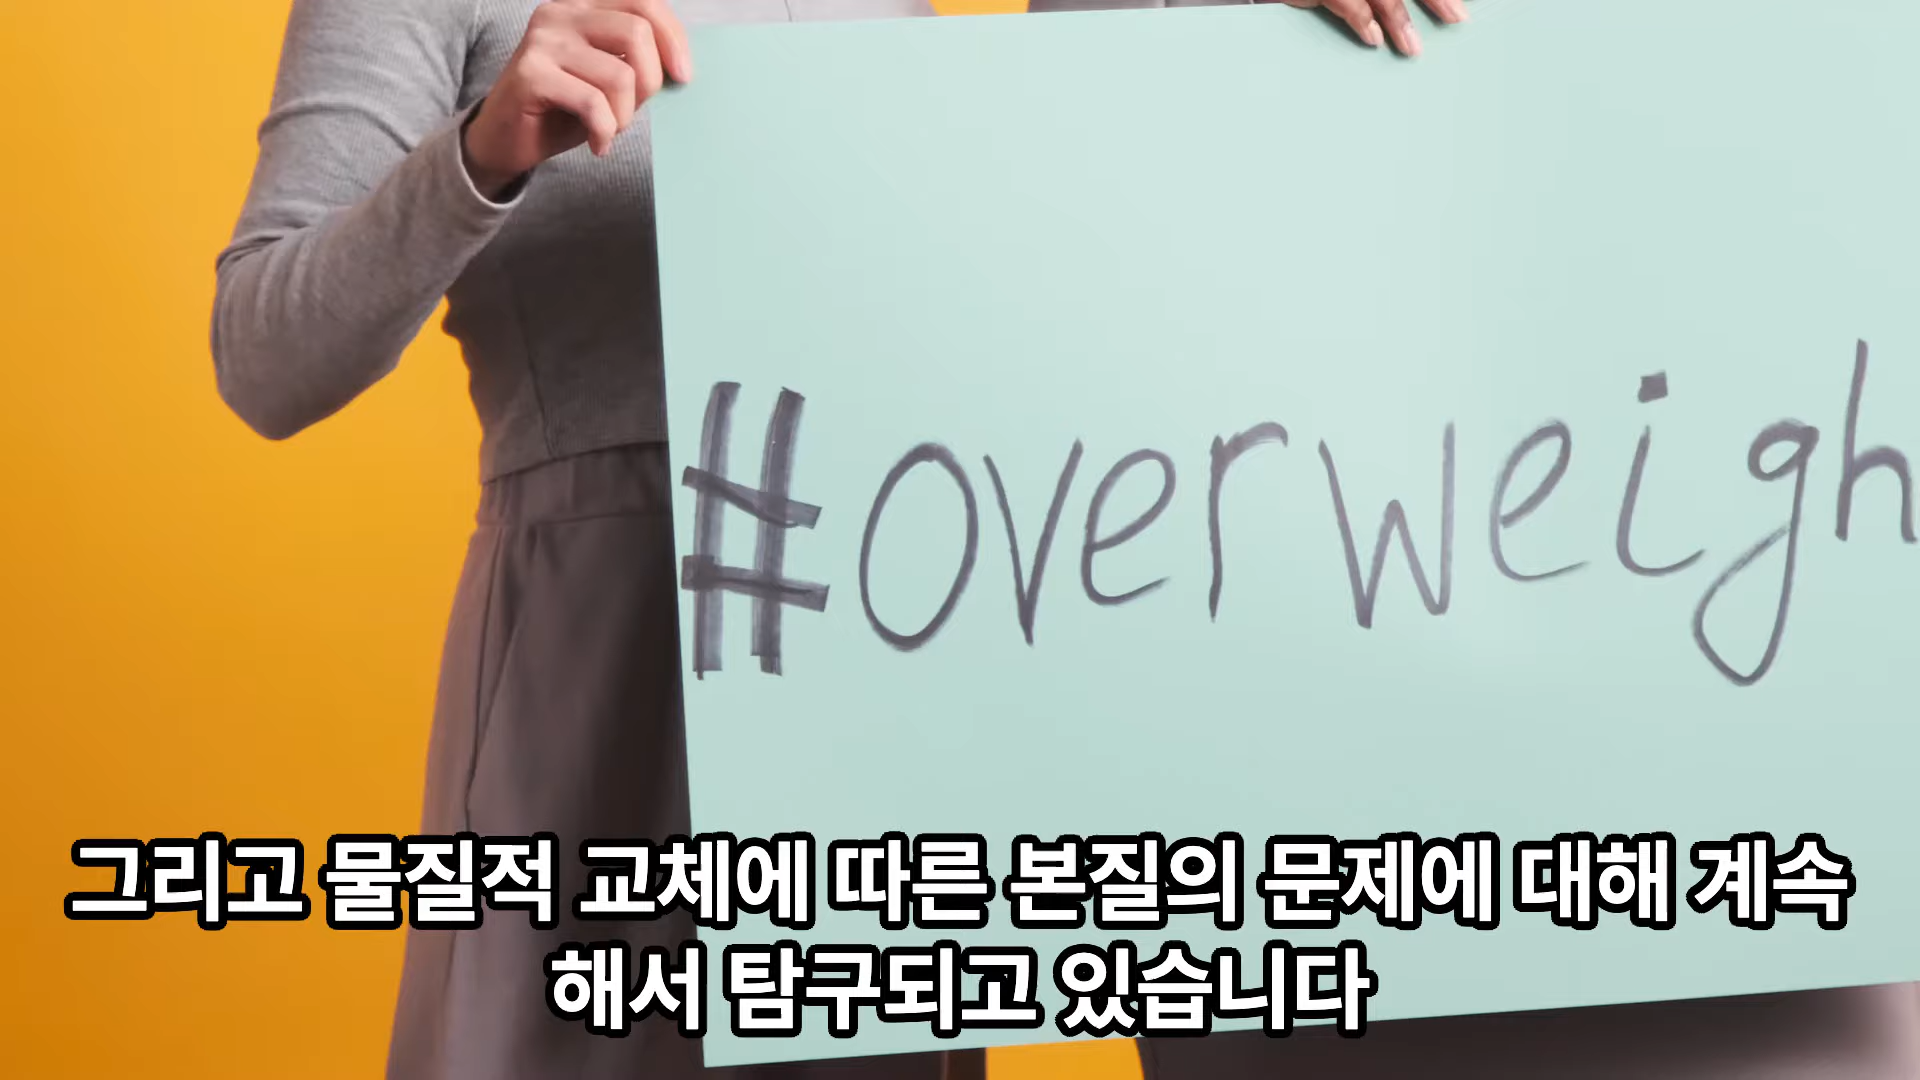 #overweigh
그리고 물질적 교체에 따른 본질의 문제에 대해 계속
해서 탐구되고 있습니다